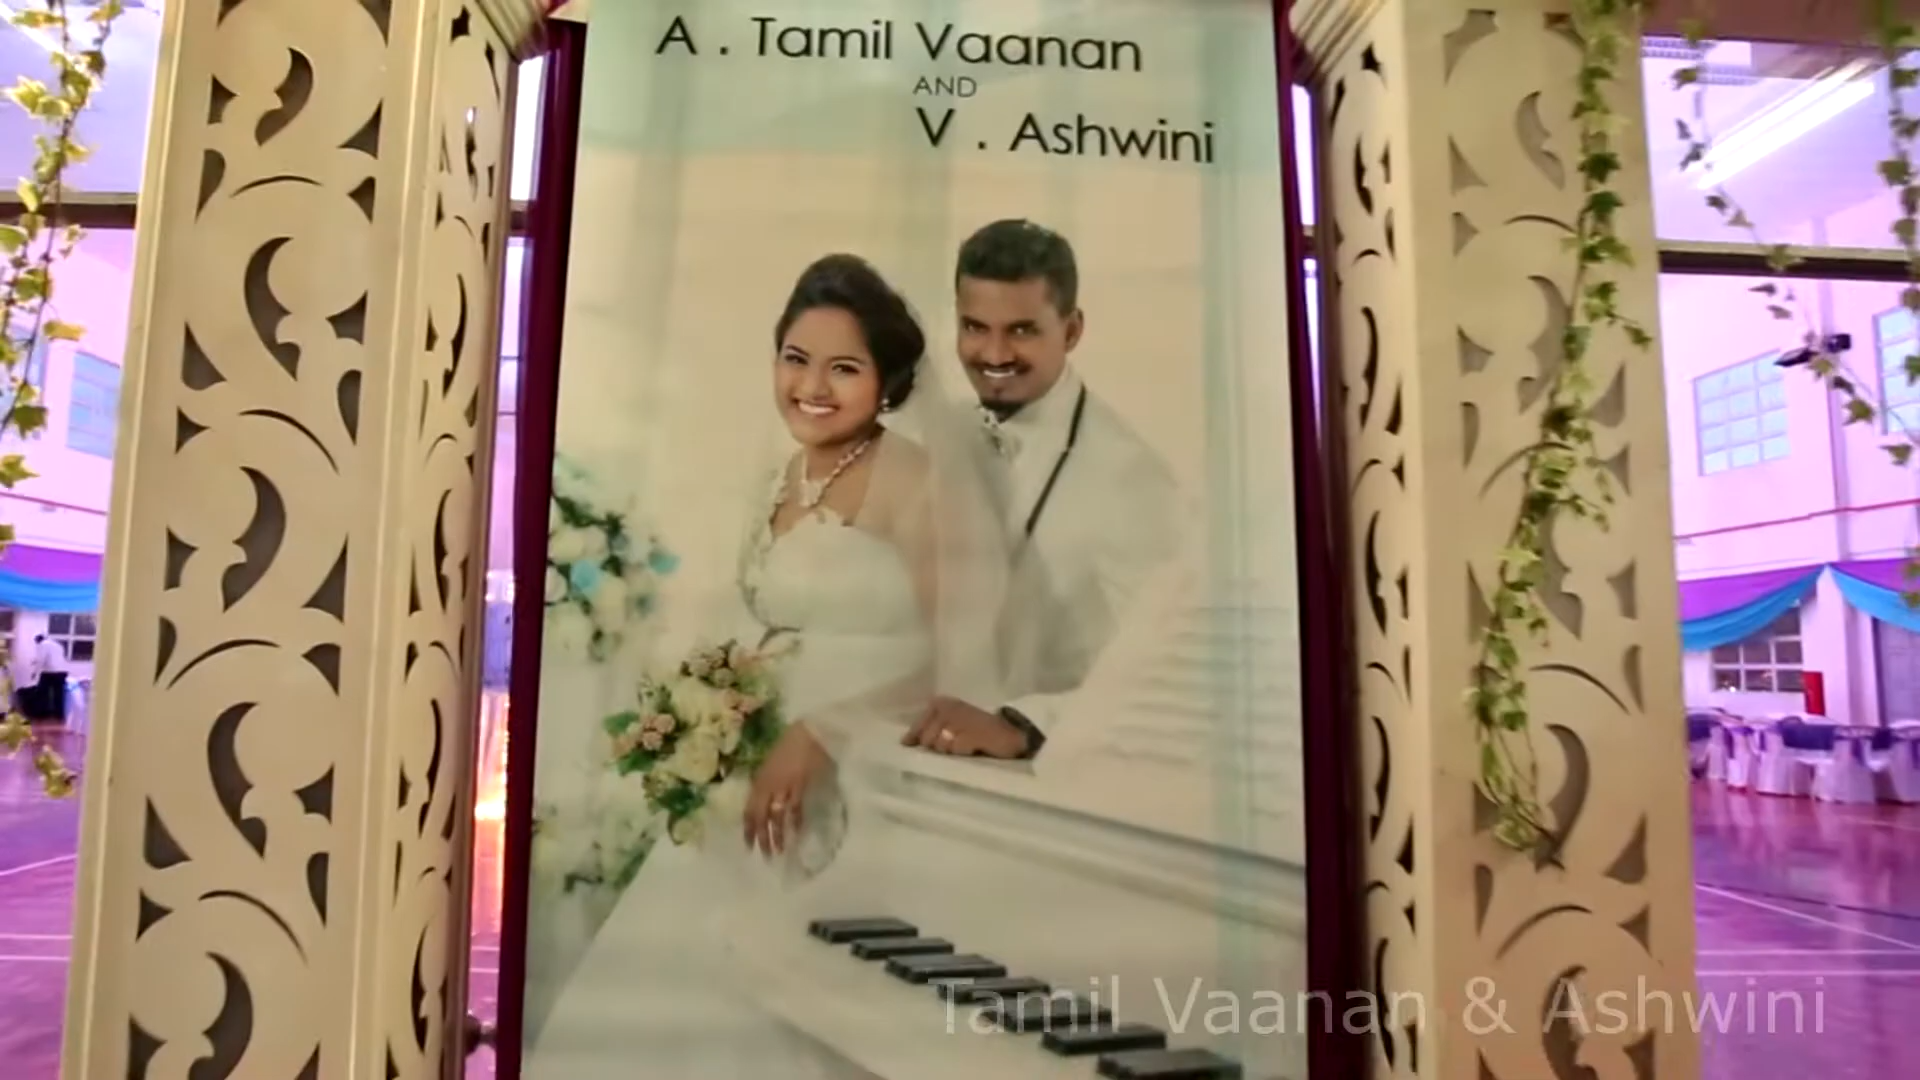 A . Tamil Vaanan
AND
V . Ashwini
Tamil Vaanan & Ashwini